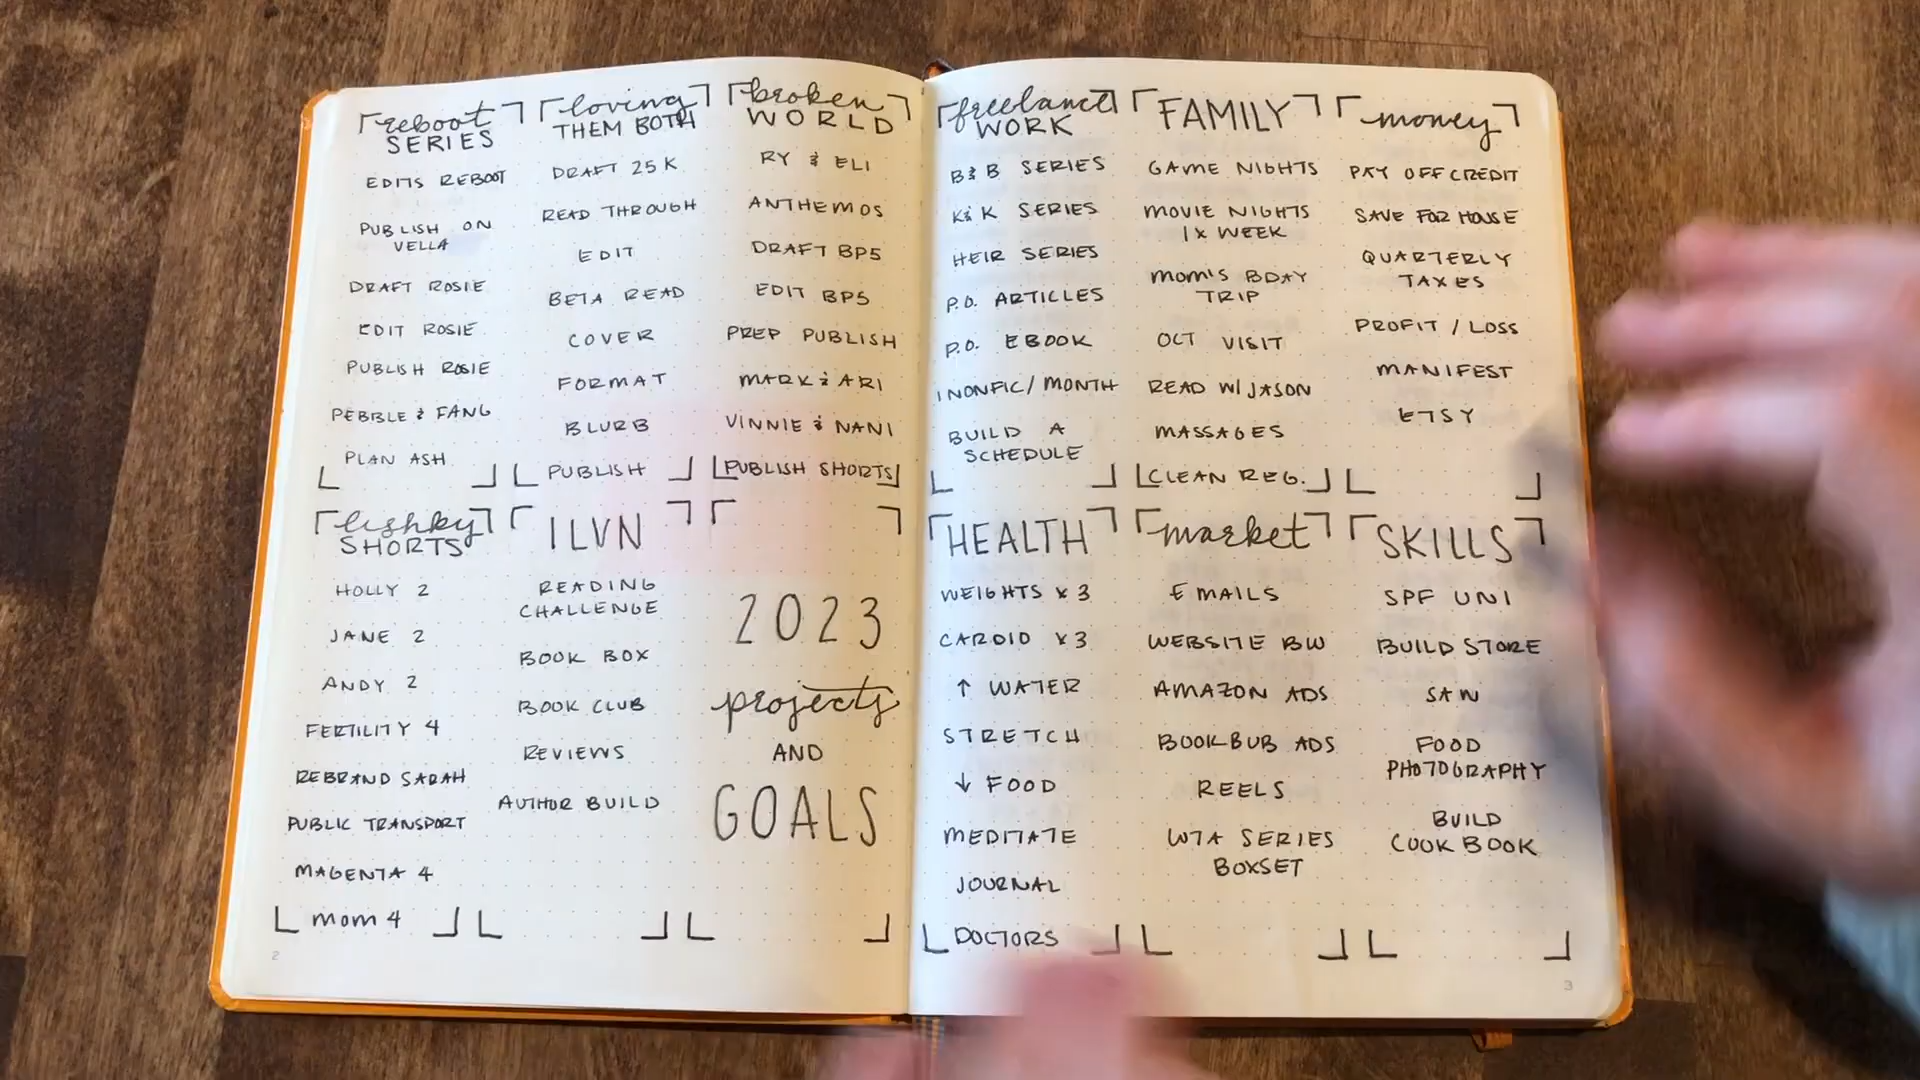 reboot
SERIES
EDITS REBOOT
PUBLISH ON
VELLA
DRAFT ROSIE
EDIT ROSIE
PUBLISH ROSIE
PEBBLE & FANG
PLAN ASH
loving
THEM BOTH
DRAFT 25K
READ THROUGH
EDIT
BETA READ
COVER
FORMAT
BLURB
PUBLISH
broken
WORLD
RY & ELI
ANTHEMOS
DRAFT BP5
EDIT BP5
PREP PUBLISH
MARK & ARI
VINNIE & NANI
PUBLISH SHORTS
lishky
SHORTS
HOLLY 2
JANE 2
ANDY 2
FERTILITY 4
REBRAND SARAH
PUBLIC TRANSPORT
MAGENTA 4
mom 4
ILVN
READING
CHALLENGE
BOOK BOX
BOOK CLUB
REVIEWS
AUTHOR BUILD
2023
projects
AND
GOALS
2
freelance
WORK
B&B SERIES
K&K SERIES
HEIR SERIES
P.O. ARTICLES
P.O. EBOOK
1 NONFIC/MONTH
BUILD A
SCHEDULE
FAMILY
GAME NIGHTS
MOVIE NIGHTS
1X WEEK
MOM'S BDAY
TRIP
OCT VISIT
READ W/ JASON
MASSAGES
CLEAN REG.
money
PAY OFF CREDIT
SAVE FOR HOUSE
QUARTERLY
TAXES
PROFIT / LOSS
MANIFEST
ETSY
HEALTH
WEIGHTS x3
CARDIO x3
↑ WATER
STRETCH
↓ FOOD
MEDITATE
JOURNAL
DOCTORS
market
EMAILS
WEBSITE BW
AMAZON ADS
BOOKBUB ADS
REELS
WTA SERIES
BOXSET
SKILLS
SPF UNI
BUILD STORE
SAW
FOOD
PHOTOGRAPHY
BUILD
COOK BOOK
3